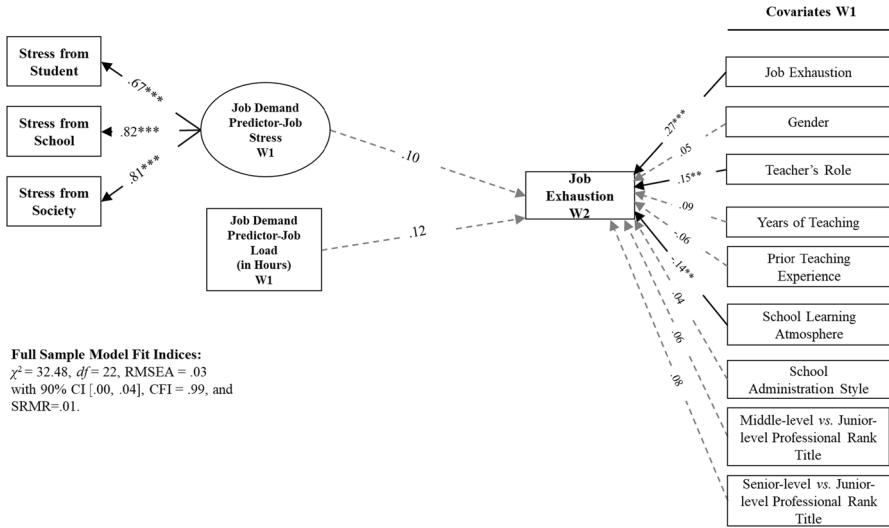 Covariates W1
Stress from
Student
Stress from
School
Stress from
Society
.67***
.82***
.81***
Job Demand
Predictor-Job
Stress
W1
Job Demand
Predictor-Job
Load
(in Hours)
W1
.10
.12
Job
Exhaustion
W2
.27***
.05
.15**
.09
-.06
-.14**
.04
.06
.08
Job Exhaustion
Gender
Teacher's Role
Years of Teaching
Prior Teaching
Experience
School Learning
Atmosphere
School
Administration Style
Middle-level vs. Junior-
level Professional Rank
Title
Senior-level vs. Junior-
level Professional Rank
Title
Full Sample Model Fit Indices:
χ² = 32.48, df = 22, RMSEA = .03
with 90% CI [.00, .04], CFI = .99, and
SRMR=.01.